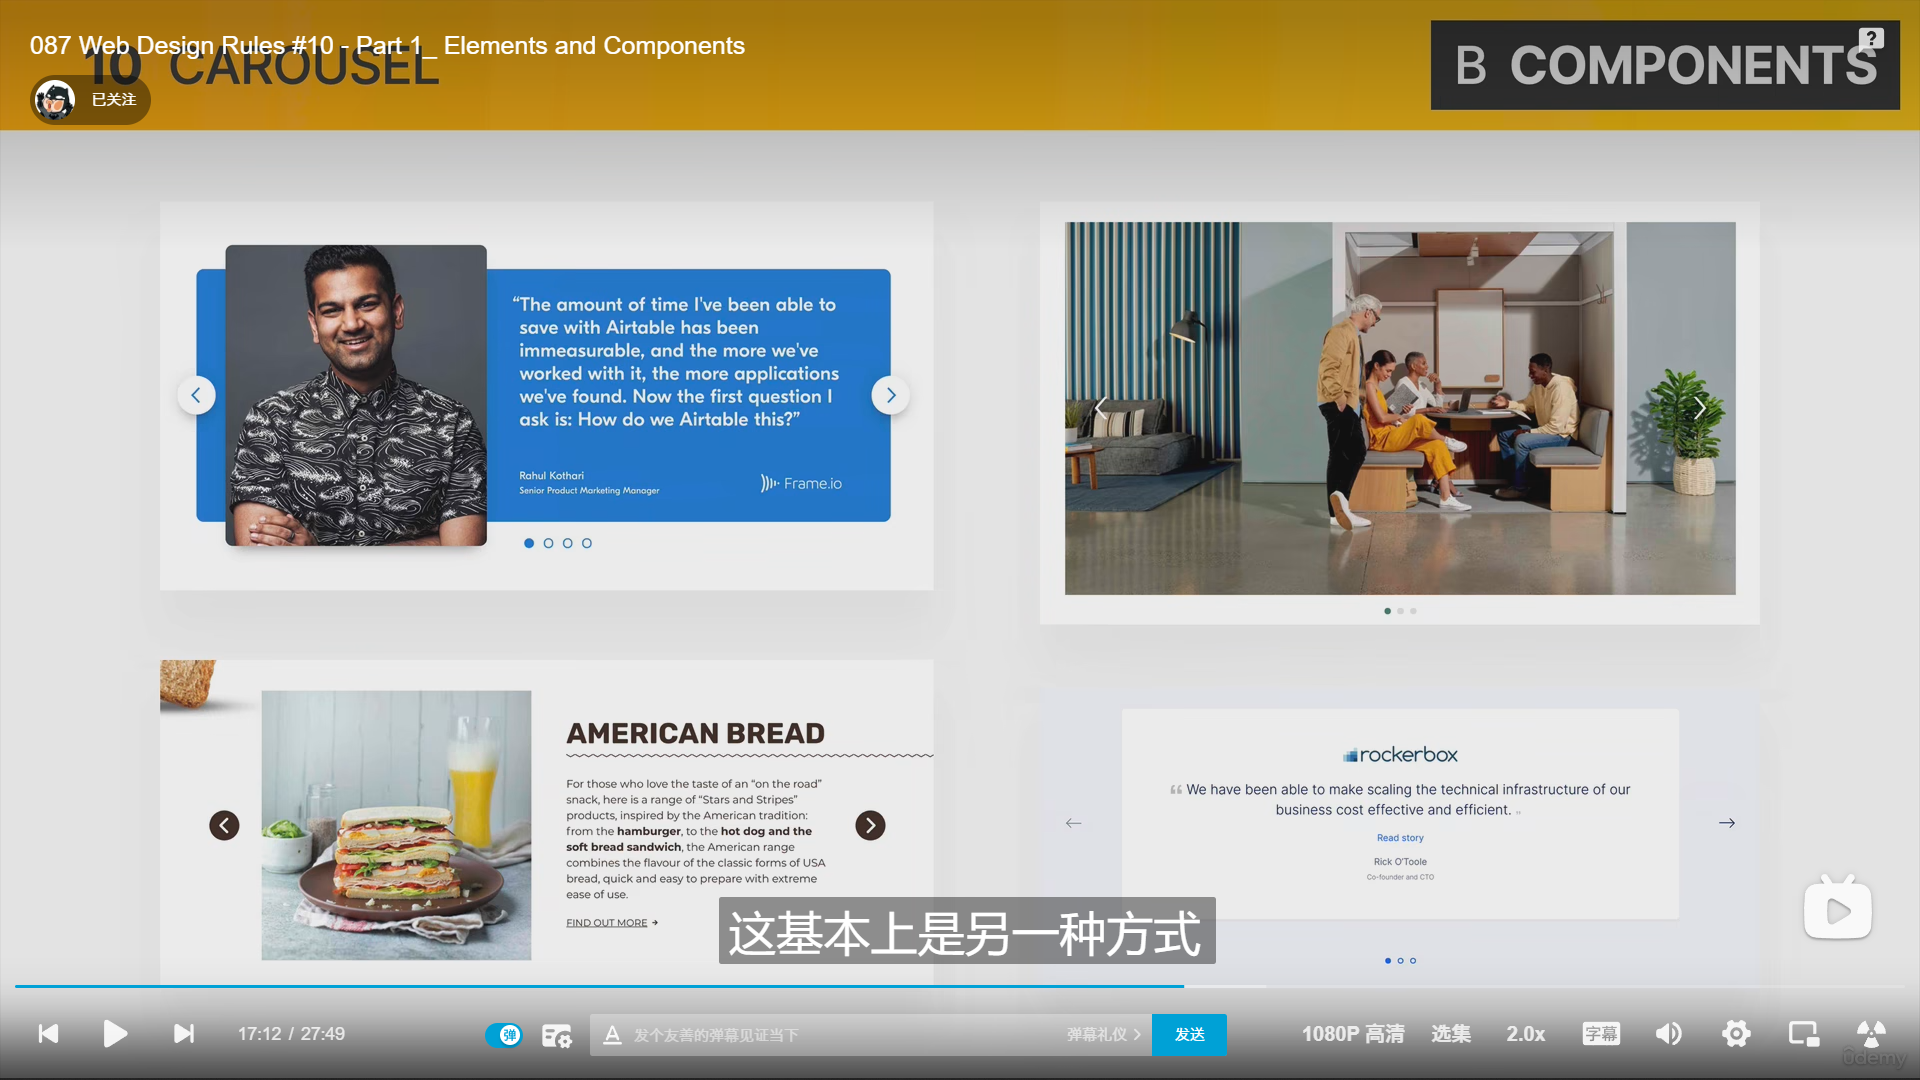 087 Web Design Rules #10 - Part 1_ Elements and Components
10 CAROUSEL
B COMPONENTS
?
已关注
“The amount of time I've been able to
save with Airtable has been
immeasurable, and the more we've
worked with it, the more applications
we've found. Now the first question I
ask is: How do we Airtable this?”
Rahul Kothari
Senior Product Marketing Manager
Frame.io
AMERICAN BREAD
For those who love the taste of an “on the road”
snack, here is a range of “Stars and Stripes”
products, inspired by the American tradition:
from the hamburger, to the hot dog and the
soft bread sandwich, the American range
combines the flavour of the classic forms of USA
bread, quick and easy to prepare with extreme
ease of use.
FIND OUT MORE
rockerbox
“ We have been able to make scaling the technical infrastructure of our
business cost effective and efficient. ”
Read story
Rick O'Toole
Co-founder and CTO
这基本上是另一种方式
17:12 / 27:49
弹
A 发个友善的弹幕见证当下
弹幕礼仪
发送
1080P 高清
选集
2.0x
字幕
ûdemy